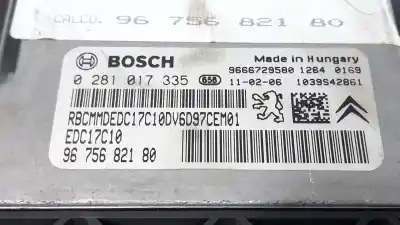 CALCU. 96 756 821 80
BOSCH
Made in Hungary
9666729580 1264 0169
0 281 017 335 658 11-02-06 1039S42861
RBCMMDEDC17C10DV6D97CEM01
EDC17C10
96 756 821 80